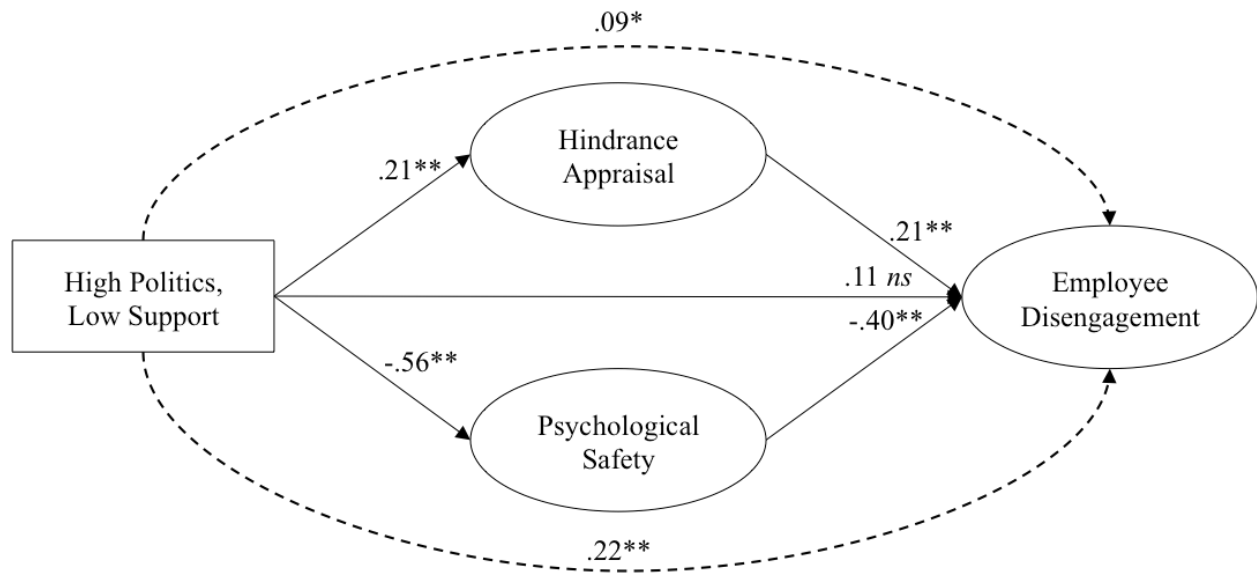 .09*
Hindrance
Appraisal
.21**
.21**
High Politics,
Low Support
.11 ns
Employee
Disengagement
-.40**
-.56**
Psychological
Safety
.22**